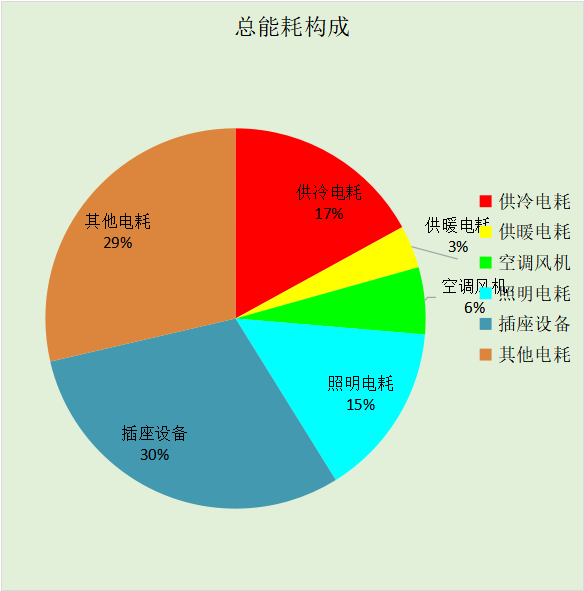 总能耗构成
供冷电耗
17%
供暖电耗
3%
空调风机
6%
照明电耗
15%
插座设备
30%
其他电耗
29%
供冷电耗
供暖电耗
空调风机
照明电耗
插座设备
其他电耗